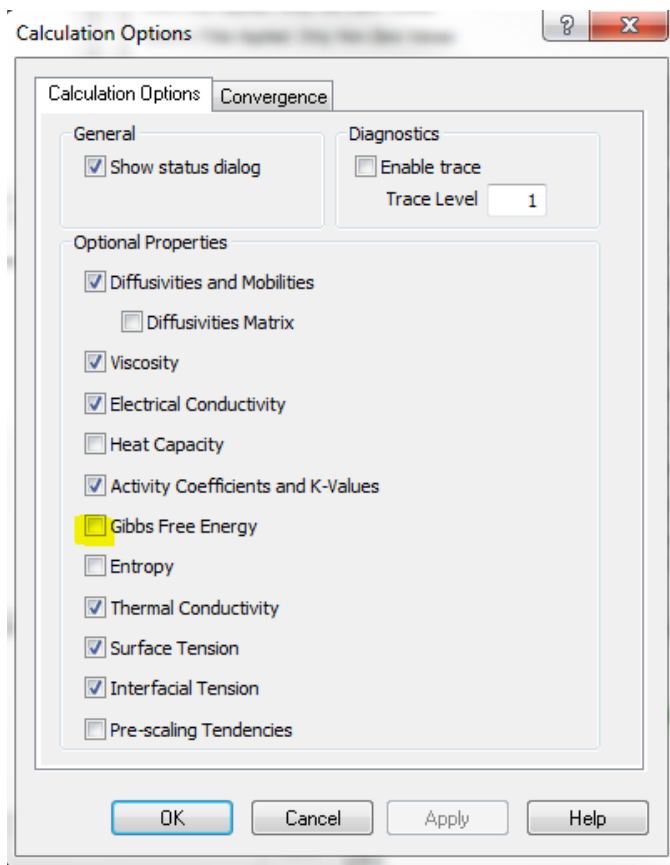 Calculation Options
Calculation Options
Convergence
General
Show status dialog
Diagnostics
Enable trace
Trace Level 1
Optional Properties
Diffusivities and Mobilities
Diffusivities Matrix
Viscosity
Electrical Conductivity
Heat Capacity
Activity Coefficients and K-Values
Gibbs Free Energy
Entropy
Thermal Conductivity
Surface Tension
Interfacial Tension
Pre-scaling Tendencies
OK Cancel Apply Help